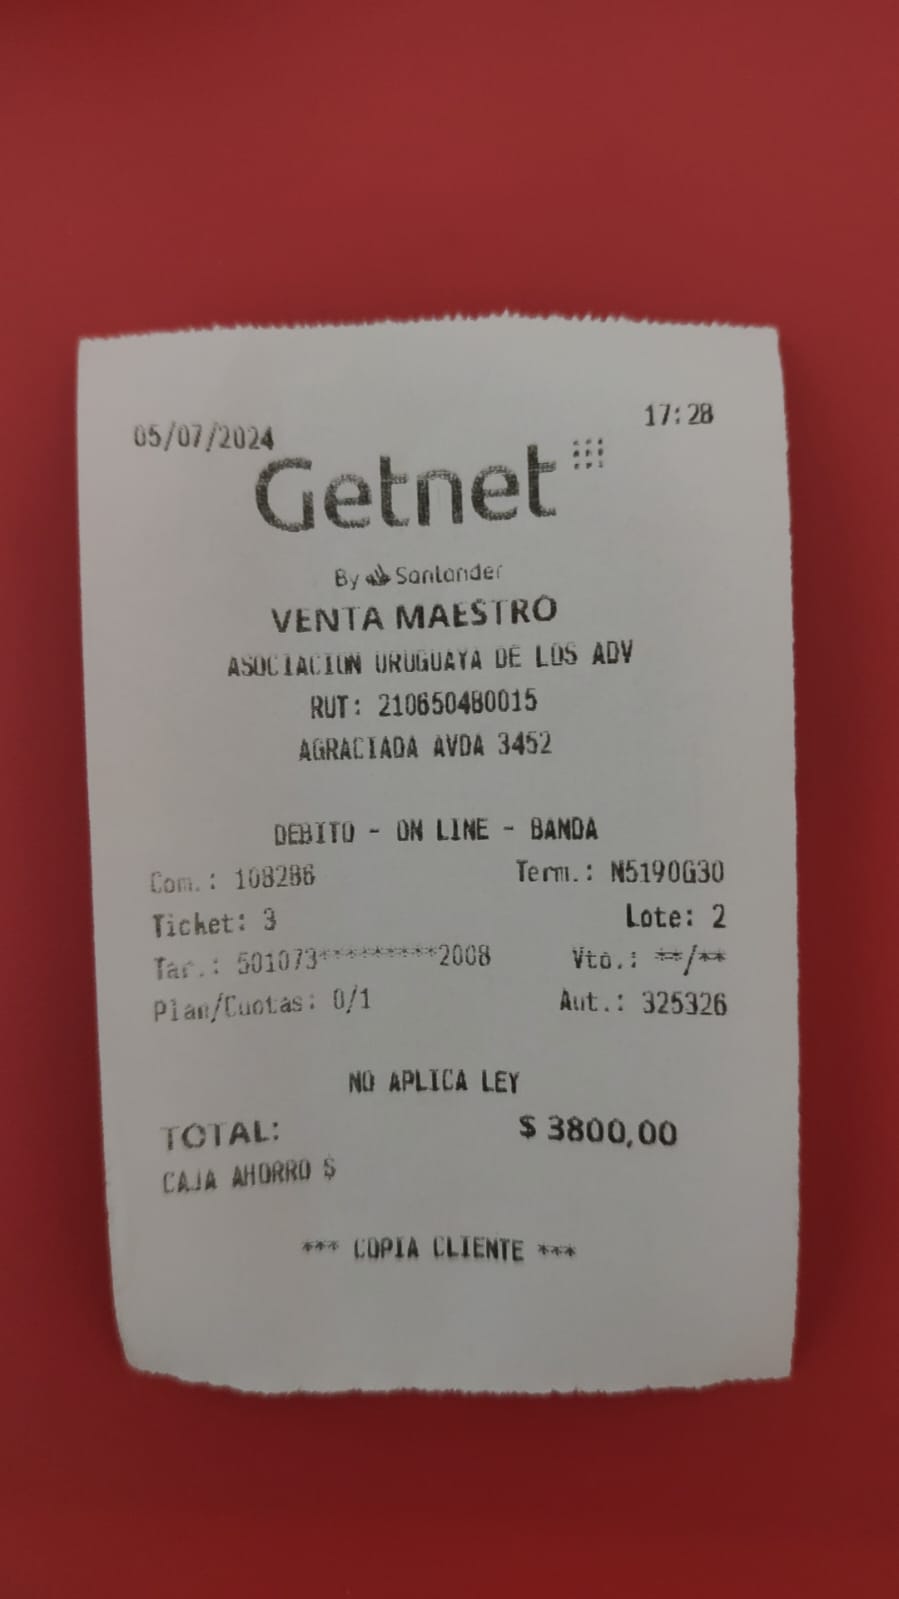 05/07/2024 17:28
Getnet
By Santander
VENTA MAESTRO
ASOCIACION URUGUAYA DE LOS ADV
RUT: 210650480015
AGRACIADA AVDA 3452
DEBITO - ON LINE - BANDA
Com.: 108286 Term.: N5190G30
Ticket: 3 Lote: 2
Tar.: 501073*********2008 Vto.: **/**
Plan/Cuotas: 0/1 Aut.: 325326
NO APLICA LEY
TOTAL: $ 3800,00
CAJA AHORRO $
*** COPIA CLIENTE ***